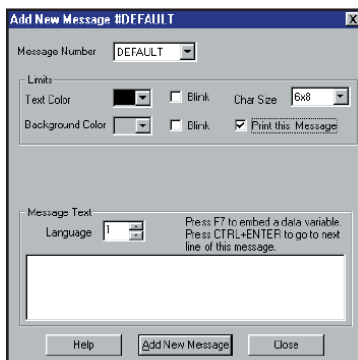 Add New Message #DEFAULT X
Message Number DEFAULT
Limits
Text Color Blink Char Size 6x8
Background Color Blink Print this Message
Message Text
Language 1 Press F7 to embed a data variable.
Press CTRL+ENTER to go to next
line of this message.
Help Add New Message Close